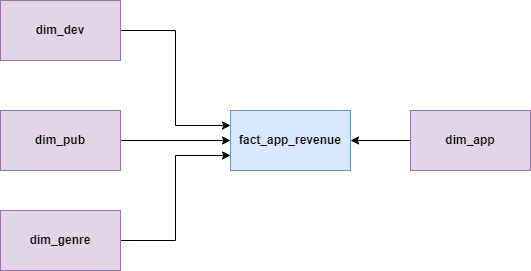 dim_dev
dim_pub
fact_app_revenue
dim_app
dim_genre